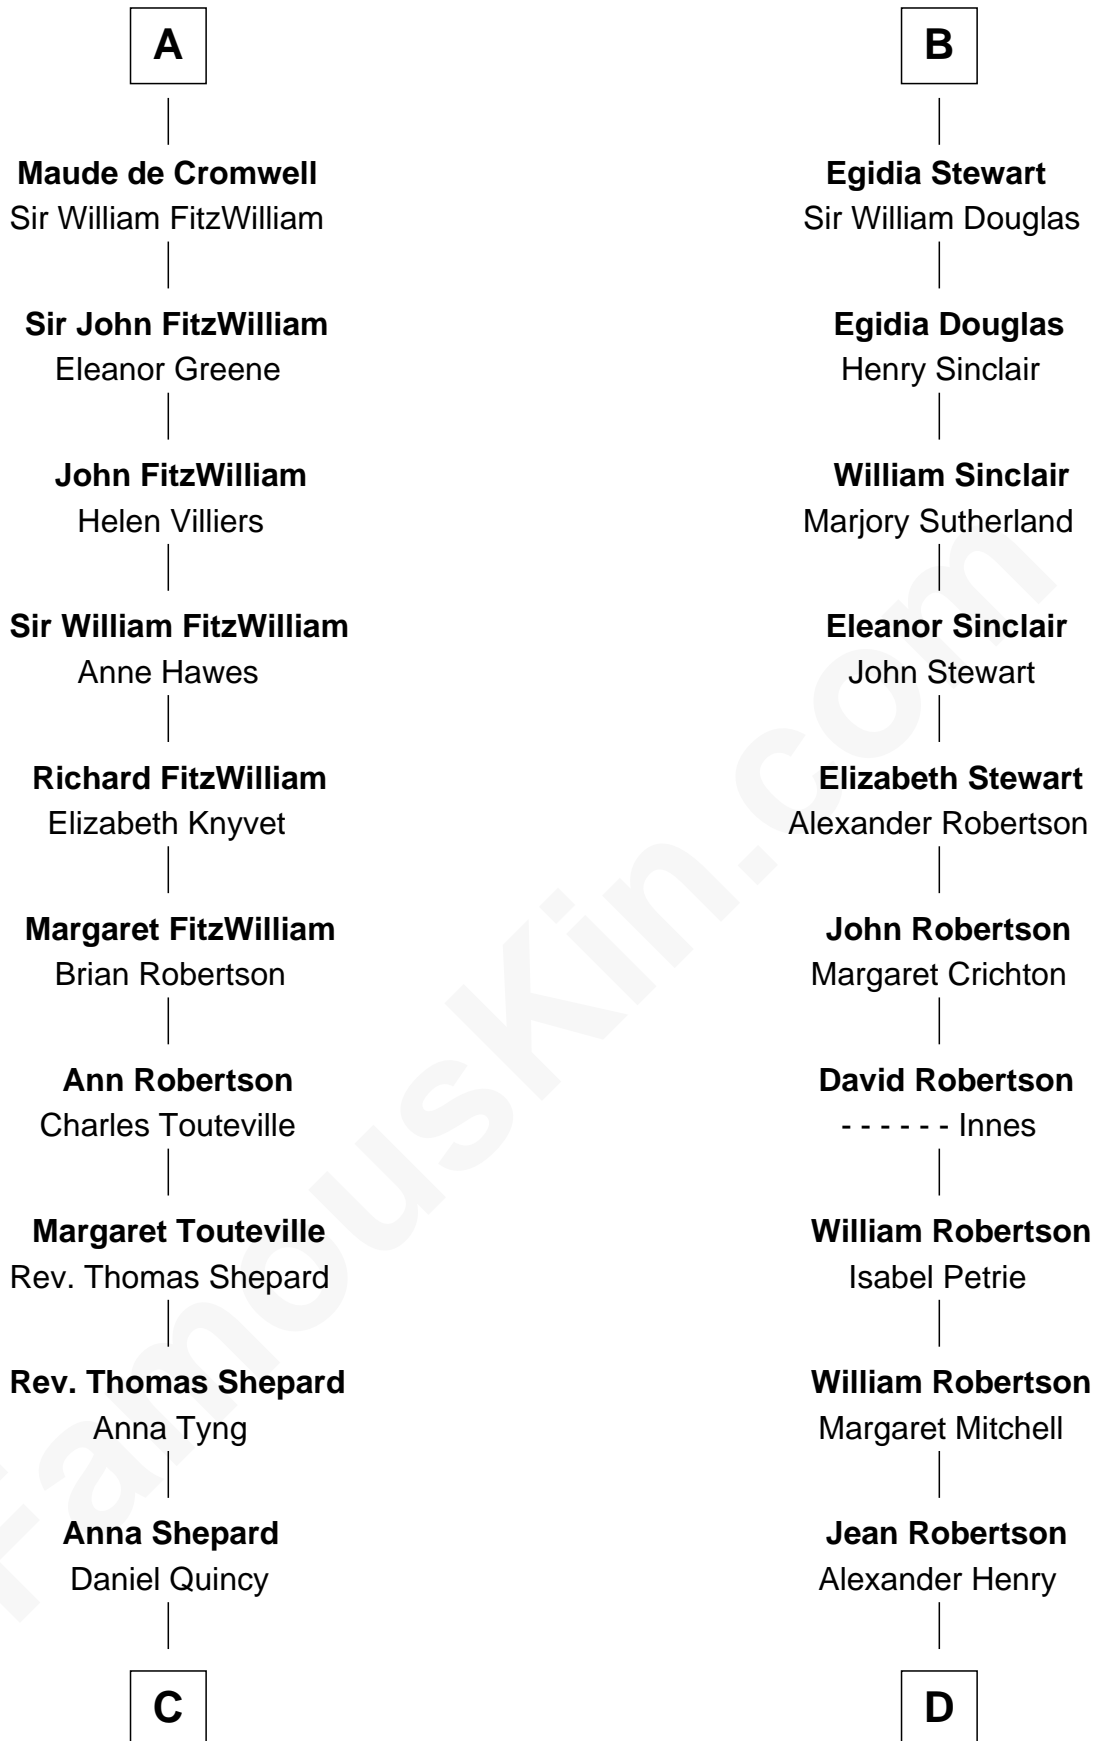 A
Maude de Cromwell
Sir William FitzWilliam
Sir John FitzWilliam
Eleanor Greene
John FitzWilliam
Helen Villiers
Sir William FitzWilliam
Anne Hawes
Richard FitzWilliam
Elizabeth Knyvet
Margaret FitzWilliam
Brian Robertson
Ann Robertson
Charles Touteville
Margaret Touteville
Rev. Thomas Shepard
Rev. Thomas Shepard
Anna Tyng
Anna Shepard
Daniel Quincy
C
B
Egidia Stewart
Sir William Douglas
Egidia Douglas
Henry Sinclair
William Sinclair
Marjory Sutherland
Eleanor Sinclair
John Stewart
Elizabeth Stewart
Alexander Robertson
John Robertson
Margaret Crichton
David Robertson
- - - - - - Innes
William Robertson
Isabel Petrie
William Robertson
Margaret Mitchell
Jean Robertson
Alexander Henry
D
FamousKin.com